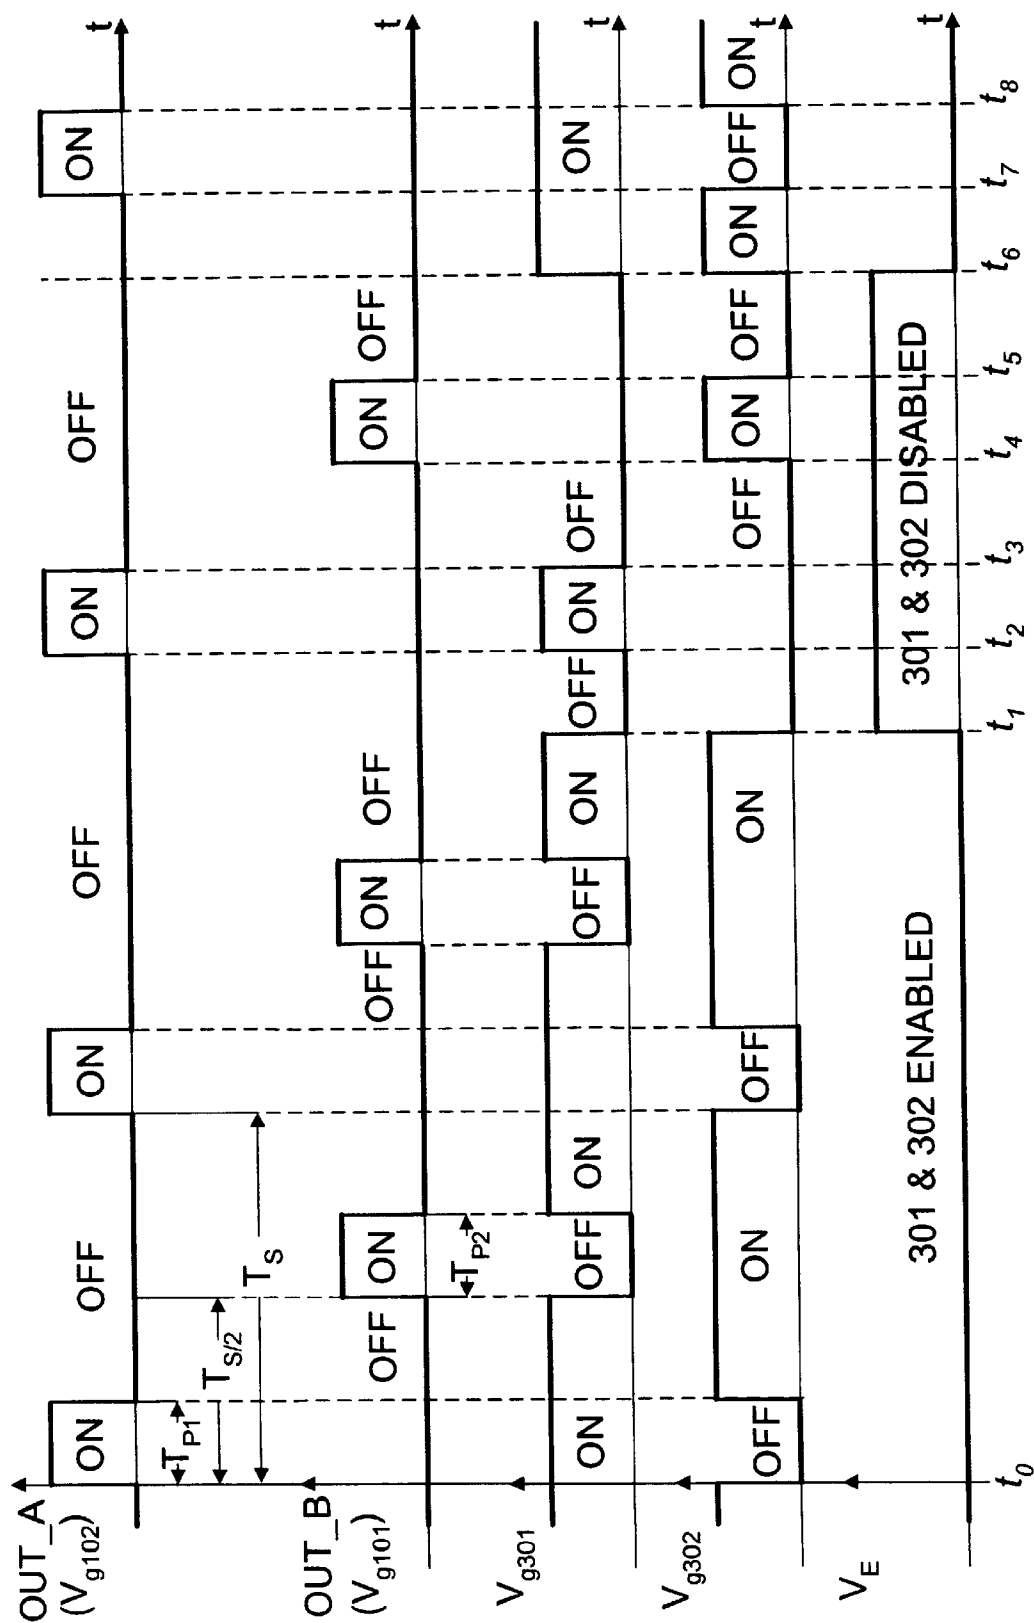 OUT_A
(Vg102)
ON
OFF
ON
OFF
ON
OFF
ON
t
TP1
TS/2
TS
OUT_B
(Vg101)
OFF
ON
OFF
ON
OFF
ON
OFF
t
TP2
Vg301
ON
OFF
ON
OFF
ON
OFF
ON
OFF
ON
t
Vg302
OFF
ON
OFF
ON
OFF
ON
OFF
ON
OFF
ON
t
VE
301 & 302 ENABLED
301 & 302 DISABLED
t
t0
t1
t2
t3
t4
t5
t6
t7
t8